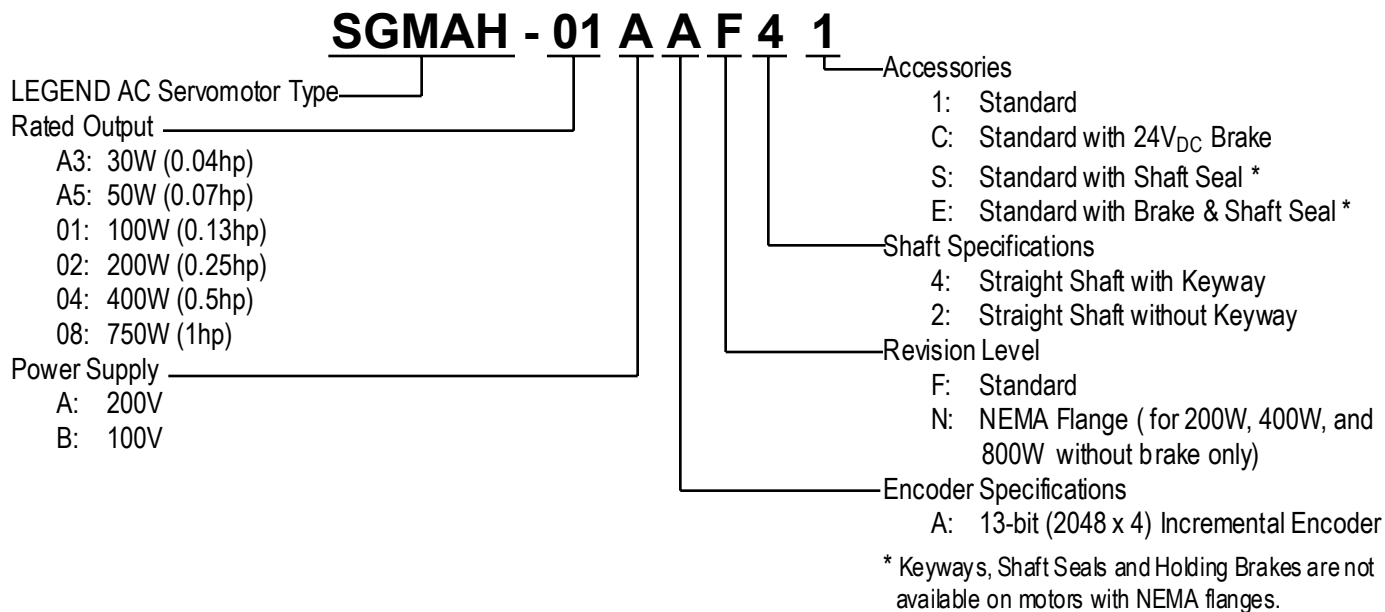 SGMAH - 01 A A F 4 1
LEGEND AC Servomotor Type
Rated Output
A3: 30W (0.04hp)
A5: 50W (0.07hp)
01: 100W (0.13hp)
02: 200W (0.25hp)
04: 400W (0.5hp)
08: 750W (1hp)
Power Supply
A: 200V
B: 100V
Accessories
1: Standard
C: Standard with 24VDC Brake
S: Standard with Shaft Seal *
E: Standard with Brake & Shaft Seal *
Shaft Specifications
4: Straight Shaft with Keyway
2: Straight Shaft without Keyway
Revision Level
F: Standard
N: NEMA Flange ( for 200W, 400W, and
800W without brake only)
Encoder Specifications
A: 13-bit (2048 x 4) Incremental Encoder
* Keyways, Shaft Seals and Holding Brakes are not
available on motors with NEMA flanges.